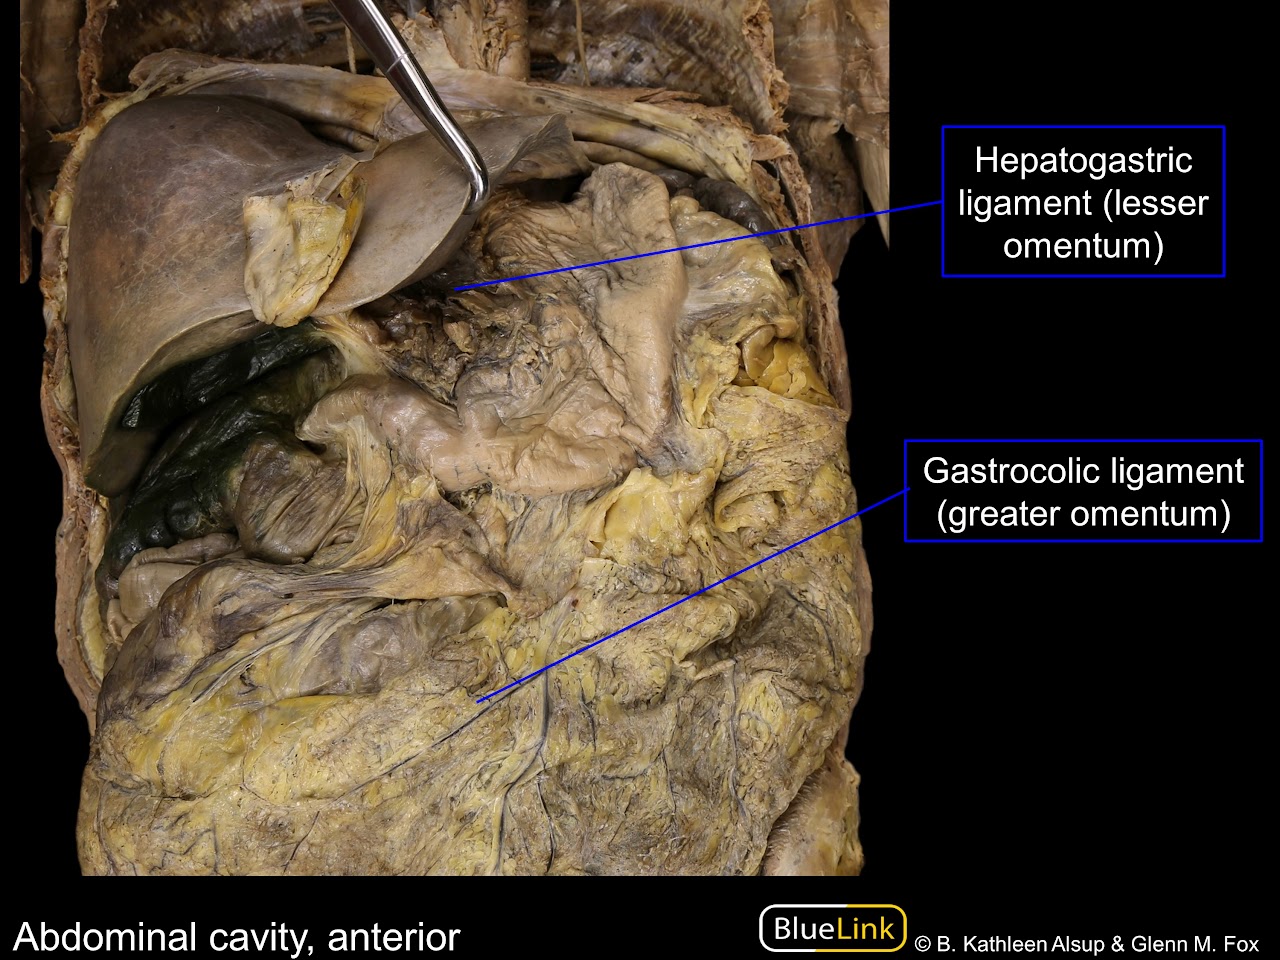 Hepatogastric
ligament (lesser
omentum)
Gastrocolic ligament
(greater omentum)
Abdominal cavity, anterior
BlueLink
© B. Kathleen Alsup & Glenn M. Fox